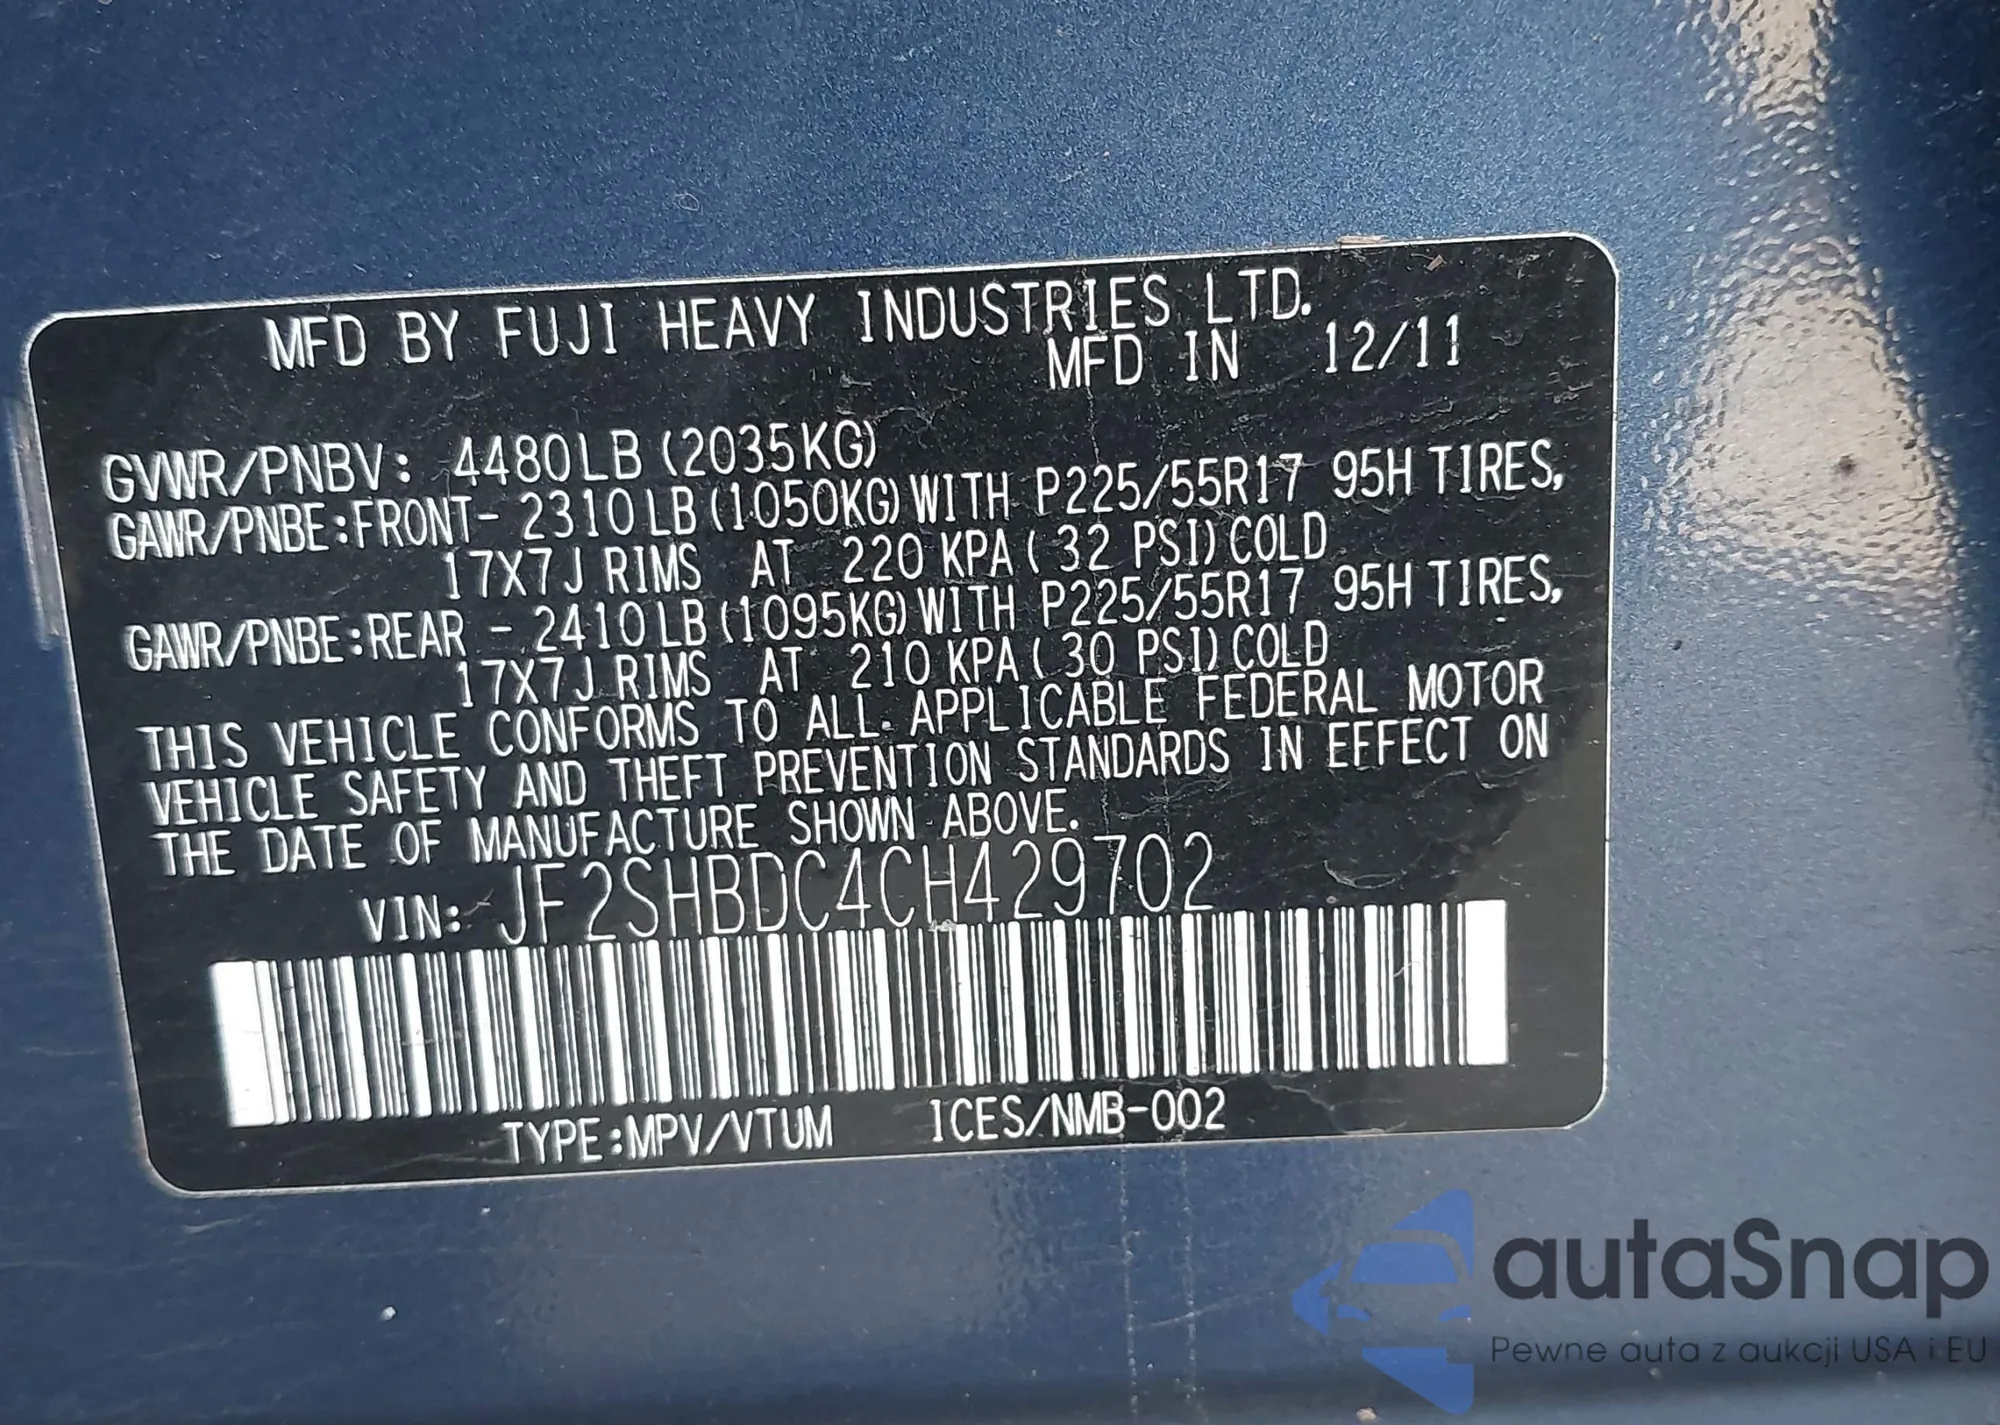 MFD BY FUJI HEAVY INDUSTRIES LTD.
MFD IN 12/11
GVWR/PNBV: 4480LB (2035KG)
GAWR/PNBE:FRONT- 2310LB (1050KG) WITH P225/55R17 95H TIRES,
17X7J RIMS AT 220 KPA ( 32 PSI) COLD
GAWR/PNBE:REAR - 2410LB (1095KG) WITH P225/55R17 95H TIRES,
17X7J RIMS AT 210 KPA ( 30 PSI) COLD
THIS VEHICLE CONFORMS TO ALL APPLICABLE FEDERAL MOTOR
VEHICLE SAFETY AND THEFT PREVENTION STANDARDS IN EFFECT ON
THE DATE OF MANUFACTURE SHOWN ABOVE.
VIN: JF2SHBDC4CH429702
TYPE:MPV/VTUM ICES/NMB-002
autaSnap
Pewne auta z aukcji USA i EU